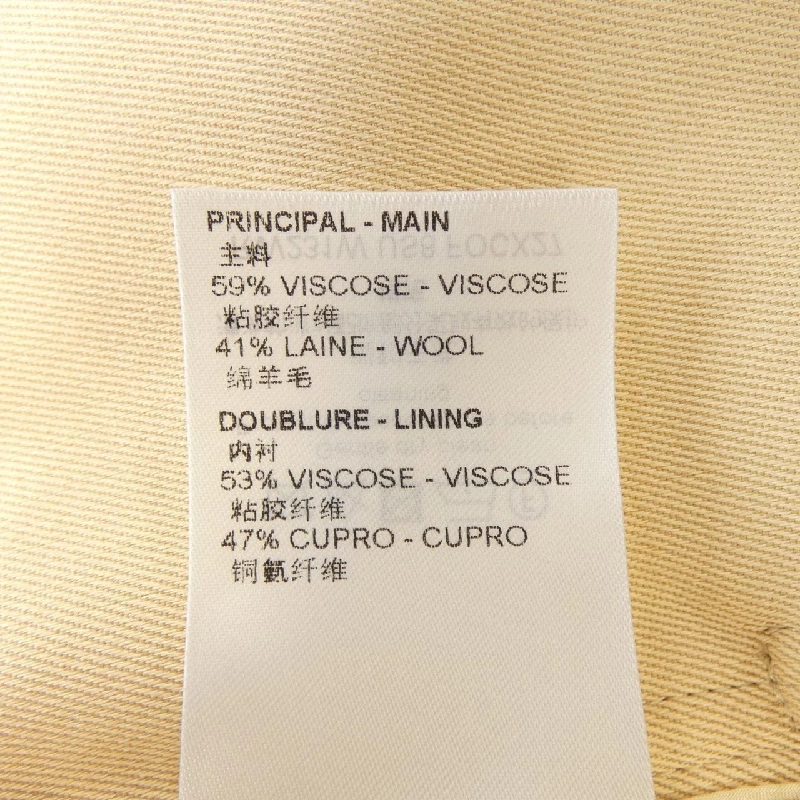 PRINCIPAL - MAIN
主料
59% VISCOSE - VISCOSE
粘胶纤维
41% LAINE - WOOL
绵羊毛
DOUBLURE - LINING
内衬
53% VISCOSE - VISCOSE
粘胶纤维
47% CUPRO - CUPRO
铜氨纤维